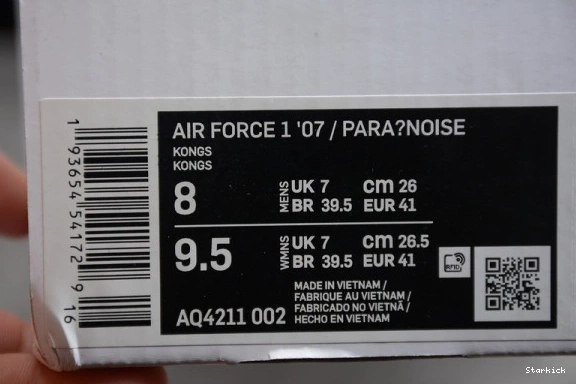 AIR FORCE 1 '07 / PARA?NOISE
KONGS
KONGS
8 MENS UK 7 cm 26
BR 39.5 EUR 41
9.5 WMNS UK 7 cm 26.5
BR 39.5 EUR 41
RFID
MADE IN VIETNAM /
FABRIQUE AU VIETNAM /
FABRICADO NO VIETNÃ /
HECHO EN VIETNAM
AQ4211 002
1 93654 54172 9 16
Starkick